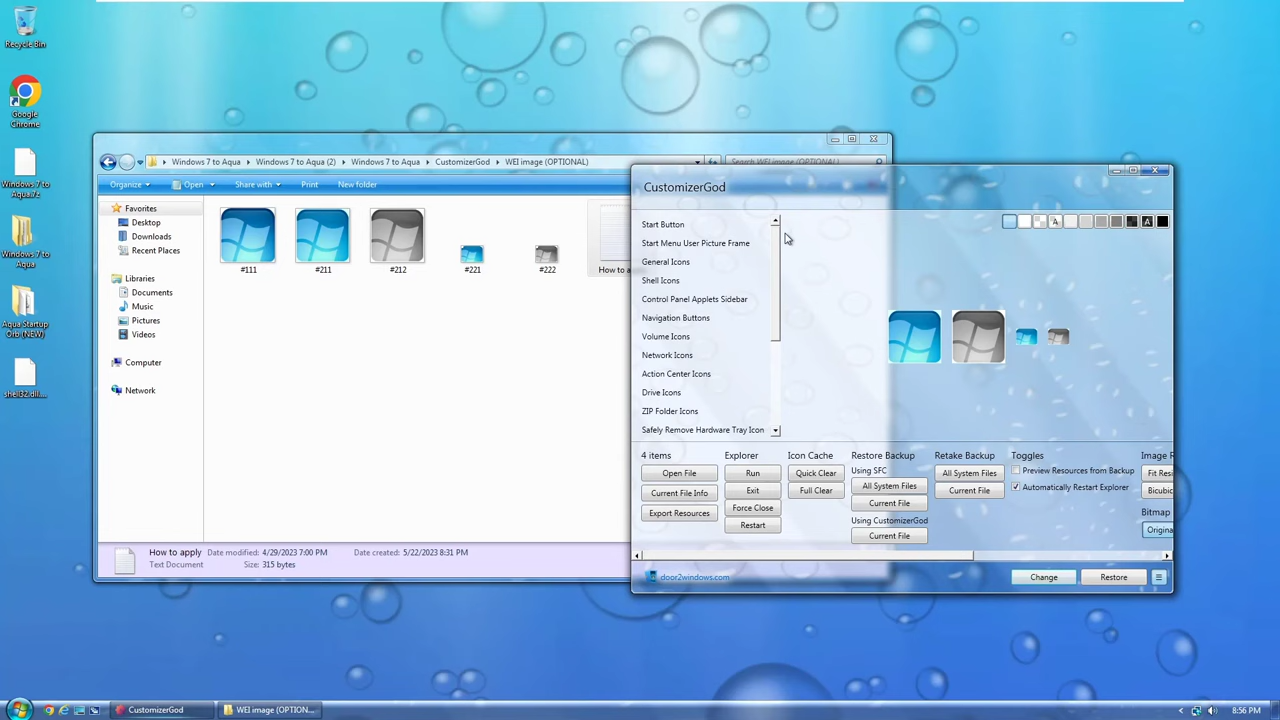 Recycle Bin
Google
Chrome
Windows 7 to
Aqua.7z
Windows 7 to
Aqua
Aqua Startup
Orb (NEW)
shell32.dll...
Windows 7 to Aqua
Windows 7 to Aqua (2)
Windows 7 to Aqua
CustomizerGod
WEI image (OPTIONAL)
Search WEI image (OPTIONAL)
Organize
Open
Share with
Print
New folder
Favorites
Desktop
Downloads
Recent Places
Libraries
Documents
Music
Pictures
Videos
Computer
Network
#111
#211
#212
#221
#222
How to a
How to apply
Text Document
Date modified: 4/29/2023 7:00 PM
Size: 315 bytes
Date created: 5/22/2023 8:31 PM
CustomizerGod
Start Button
Start Menu User Picture Frame
General Icons
Shell Icons
Control Panel Applets Sidebar
Navigation Buttons
Volume Icons
Network Icons
Action Center Icons
Drive Icons
ZIP Folder Icons
Safely Remove Hardware Tray Icon
A
A
4 items
Open File
Current File Info
Export Resources
Explorer
Run
Exit
Force Close
Restart
Icon Cache
Quick Clear
Full Clear
Restore Backup
Using SFC
All System Files
Current File
Using CustomizerGod
Current File
Retake Backup
All System Files
Current File
Toggles
Preview Resources from Backup
Automatically Restart Explorer
Image R
Fit Resi
Bicubic
Bitmap
Origina
door2windows.com
Change
Restore
CustomizerGod
WEI image (OPTION...
8:56 PM